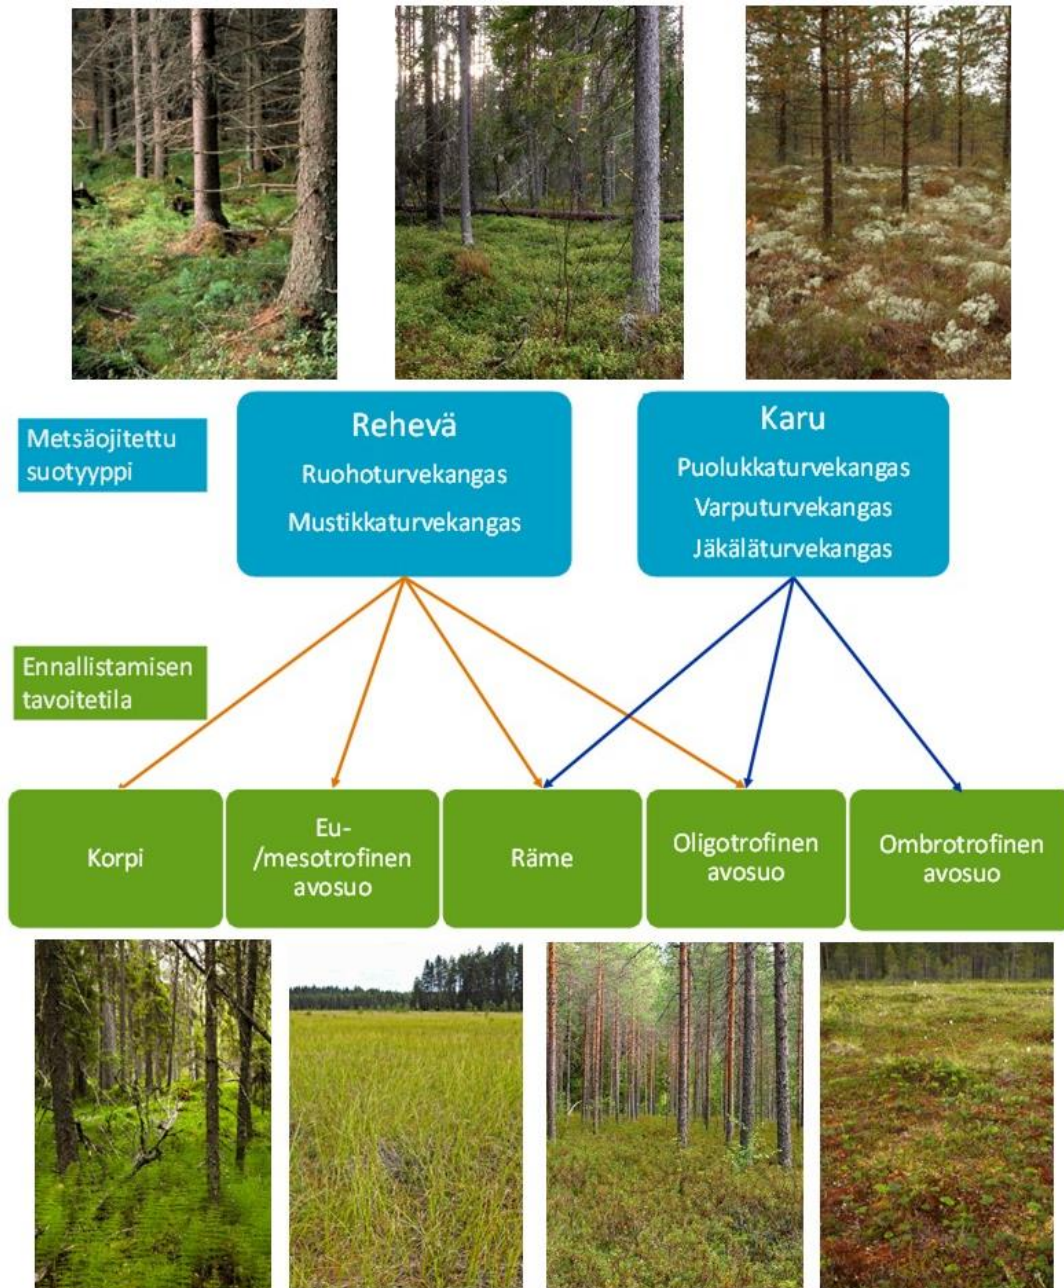 Metsäojitettu
suotyyppi
Rehevä
Ruohoturvekangas
Mustikkaturvekangas
Karu
Puolukkaturvekangas
Varputurvekangas
Jäkäläturvekangas
Ennallistamisen
tavoitetila
Korpi
Eu-
/mesotrofinen
avosuo
Räme
Oligotrofinen
avosuo
Ombrotrofinen
avosuo